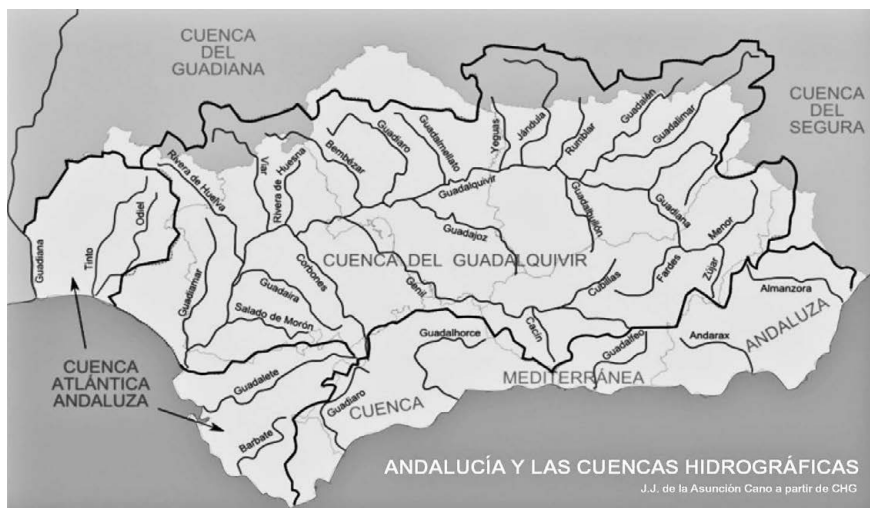 CUENCA
DEL
GUADIANA
CUENCA
DEL
SEGURA
Rivera de Huelva
Viar
Rivera de Huesna
Bembézar
Guadiaro
Guadalmellato
Yeguas
Jándula
Rumblar
Guadalén
Guadalimar
Guadalquivir
Guadiana
Tinto
Odiel
Guadiamar
Guadaira
Corbones
Salado de Morón
Genil
Guadajoz
Guadalbullón
Guadiana
Menor
CUENCA DEL GUADALQUIVIR
Cubillas
Fardes
Zújar
Almanzora
Cacín
Guadalfeo
Andarax
ANDALUZA
Guadalhorce
MEDITERRÁNEA
CUENCA
CUENCA
ATLÁNTICA
ANDALUZA
Guadalete
Barbate
Guadiaro
ANDALUCÍA Y LAS CUENCAS HIDROGRÁFICAS
J.J. de la Asunción Cano a partir de CHG